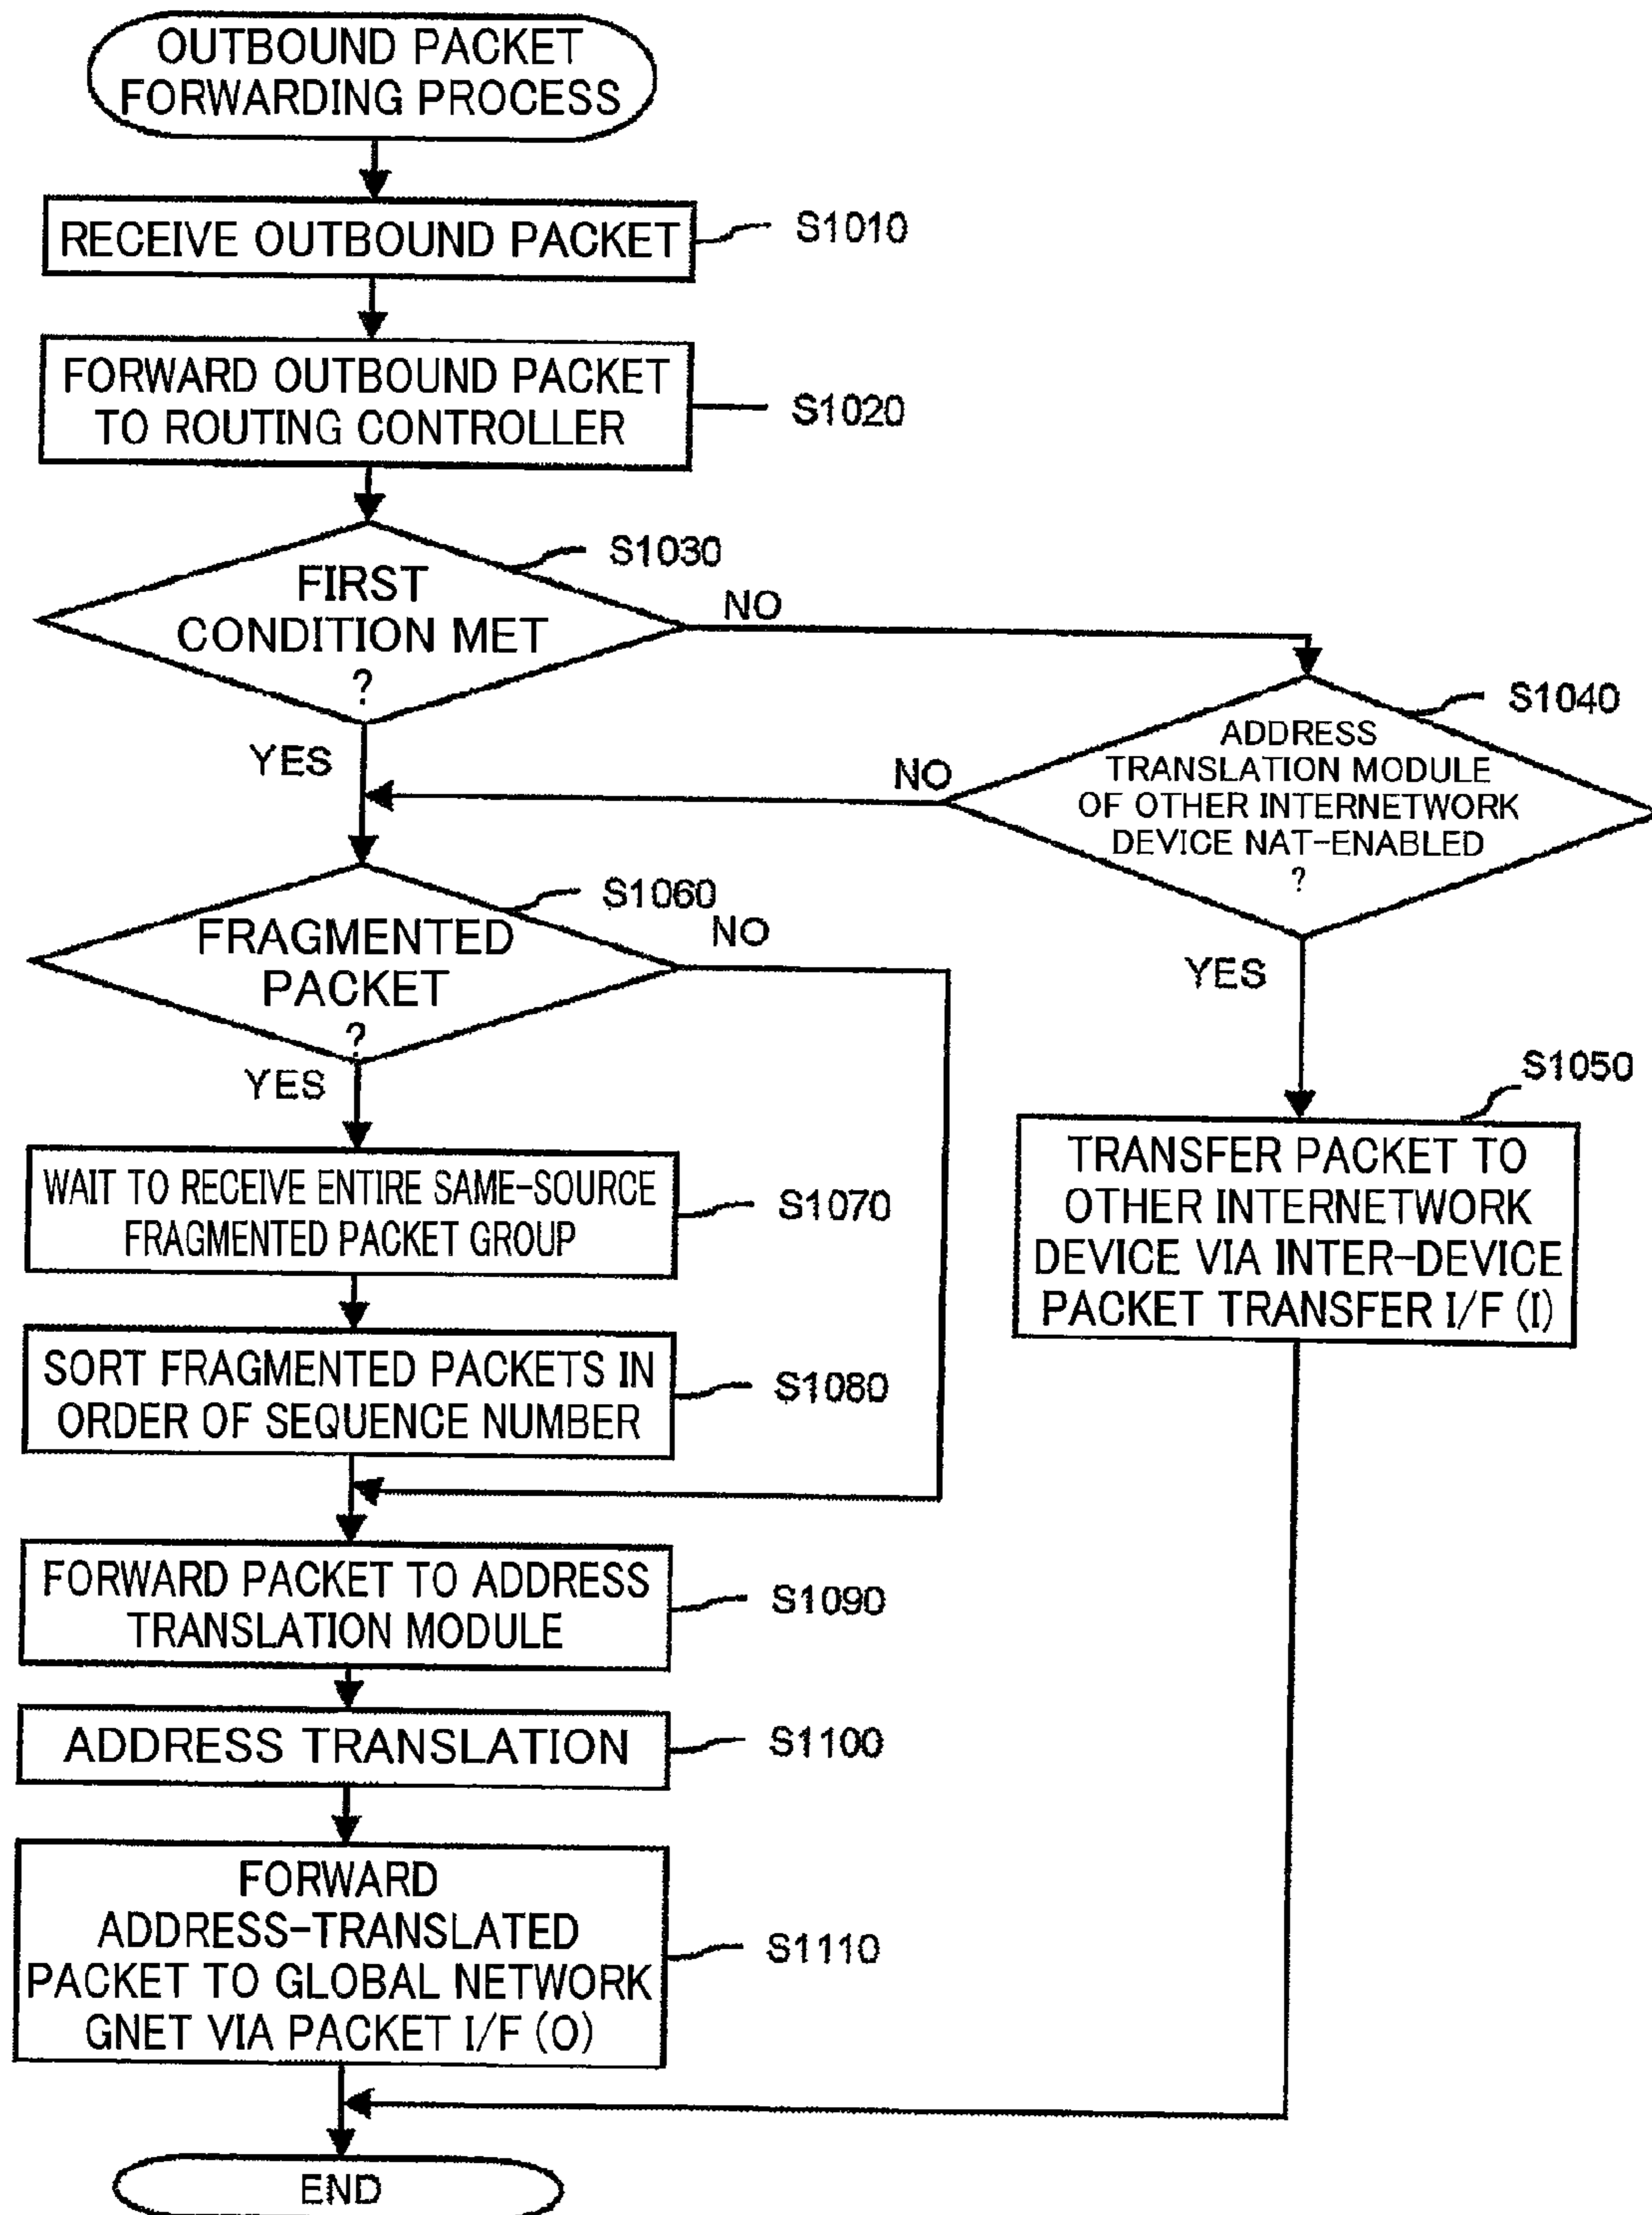 OUTBOUND PACKET
FORWARDING PROCESS
RECEIVE OUTBOUND PACKET
S1010
FORWARD OUTBOUND PACKET
TO ROUTING CONTROLLER
S1020
S1030
FIRST
CONDITION MET
?
NO
YES
S1040
ADDRESS
TRANSLATION MODULE
OF OTHER INTERNETWORK
DEVICE NAT-ENABLED
?
NO
YES
S1050
TRANSFER PACKET TO
OTHER INTERNETWORK
DEVICE VIA INTER-DEVICE
PACKET TRANSFER I/F (I)
S1060
FRAGMENTED
PACKET
?
NO
YES
WAIT TO RECEIVE ENTIRE SAME-SOURCE
FRAGMENTED PACKET GROUP
S1070
SORT FRAGMENTED PACKETS IN
ORDER OF SEQUENCE NUMBER
S1080
FORWARD PACKET TO ADDRESS
TRANSLATION MODULE
S1090
ADDRESS TRANSLATION
S1100
FORWARD
ADDRESS-TRANSLATED
PACKET TO GLOBAL NETWORK
GNET VIA PACKET I/F (O)
S1110
END